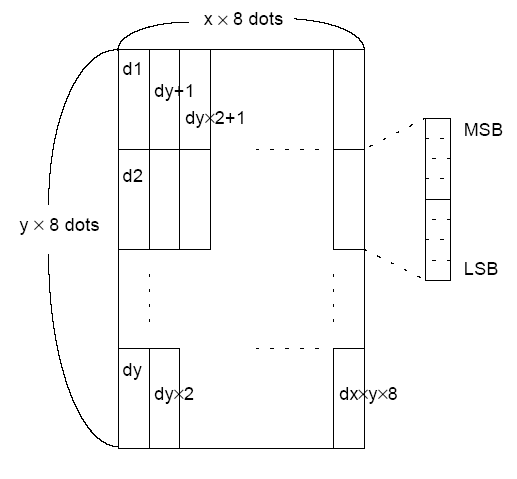 x × 8 dots
d1
dy+1
dy×2+1
MSB
d2
y × 8 dots
LSB
dy
dy×2
dx×y×8